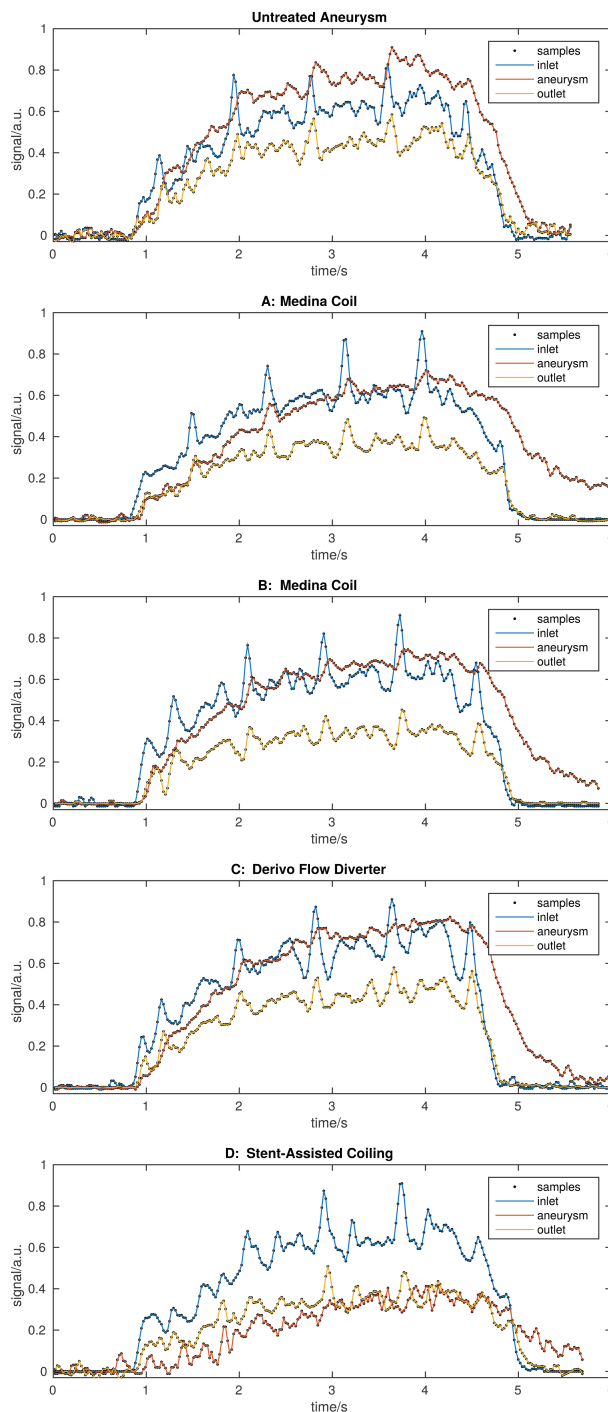 Untreated Aneurysm
1
0.8
0.6
0.4
0.2
0
signal/a.u.
samples
inlet
aneurysm
outlet
0 1 2 3 4 5
time/s
A: Medina Coil
1
0.8
0.6
0.4
0.2
0
signal/a.u.
samples
inlet
aneurysm
outlet
0 1 2 3 4 5
time/s
B: Medina Coil
1
0.8
0.6
0.4
0.2
0
signal/a.u.
samples
inlet
aneurysm
outlet
0 1 2 3 4 5
time/s
C: Derivo Flow Diverter
1
0.8
0.6
0.4
0.2
0
signal/a.u.
samples
inlet
aneurysm
outlet
0 1 2 3 4 5
time/s
D: Stent-Assisted Coiling
1
0.8
0.6
0.4
0.2
0
signal/a.u.
samples
inlet
aneurysm
outlet
0 1 2 3 4 5
time/s